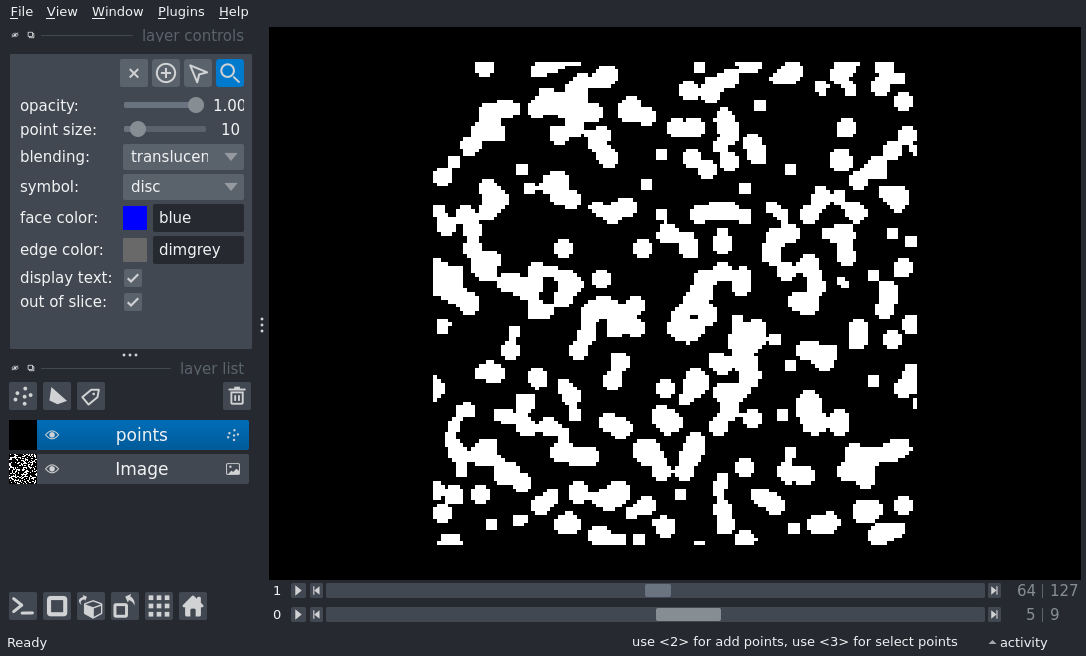 File View Window Plugins Help
layer controls
opacity: 1.00
point size: 10
blending: translucen
symbol: disc
face color: blue
edge color: dimgrey
display text:
out of slice:
layer list
points
Image
1 64 | 127
0 5 | 9
Ready use <2> for add points, use <3> for select points activity